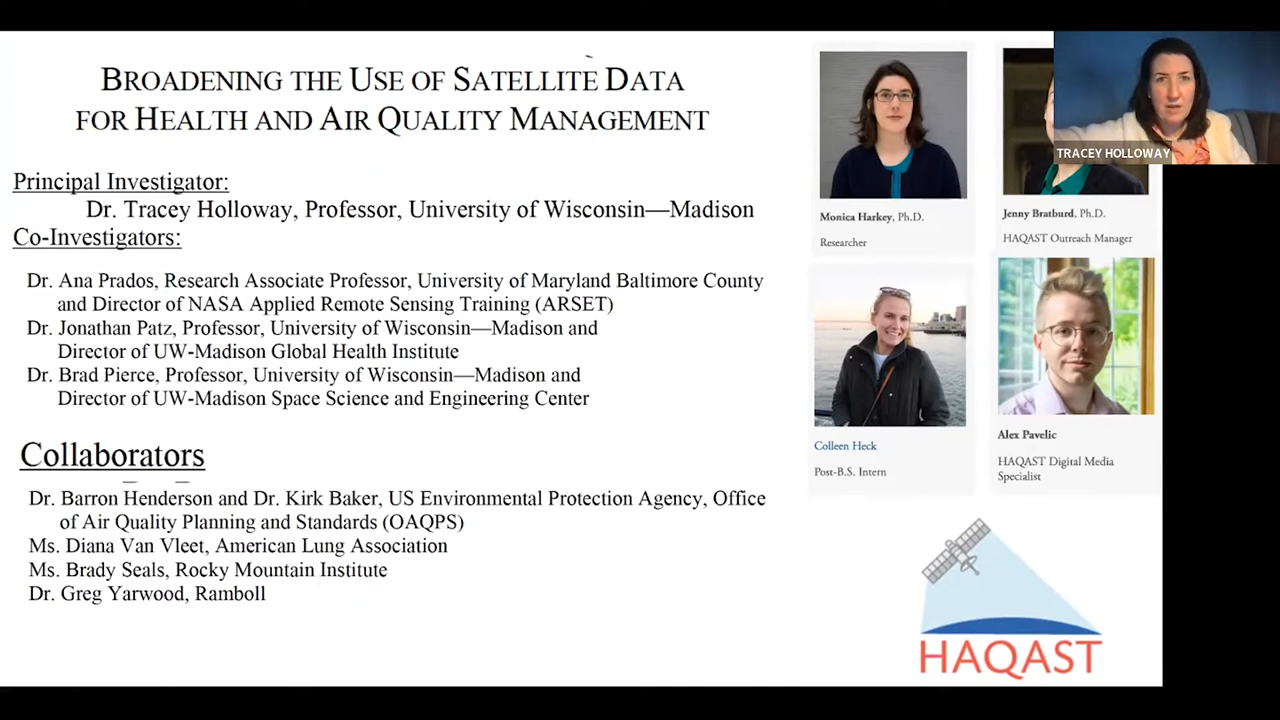 BROADENING THE USE OF SATELLITE DATA
FOR HEALTH AND AIR QUALITY MANAGEMENT
Principal Investigator:
Dr. Tracey Holloway, Professor, University of Wisconsin—Madison
Co-Investigators:
Dr. Ana Prados, Research Associate Professor, University of Maryland Baltimore County
and Director of NASA Applied Remote Sensing Training (ARSET)
Dr. Jonathan Patz, Professor, University of Wisconsin—Madison and
Director of UW-Madison Global Health Institute
Dr. Brad Pierce, Professor, University of Wisconsin—Madison and
Director of UW-Madison Space Science and Engineering Center
Collaborators
Dr. Barron Henderson and Dr. Kirk Baker, US Environmental Protection Agency, Office
of Air Quality Planning and Standards (OAQPS)
Ms. Diana Van Vleet, American Lung Association
Ms. Brady Seals, Rocky Mountain Institute
Dr. Greg Yarwood, Ramboll
TRACEY HOLLOWAY
Monica Harkey, Ph.D.
Researcher
Jenny Bratburd, Ph.D.
HAQAST Outreach Manager
Colleen Heck
Post-B.S. Intern
Alex Pavelic
HAQAST Digital Media
Specialist
HAQAST